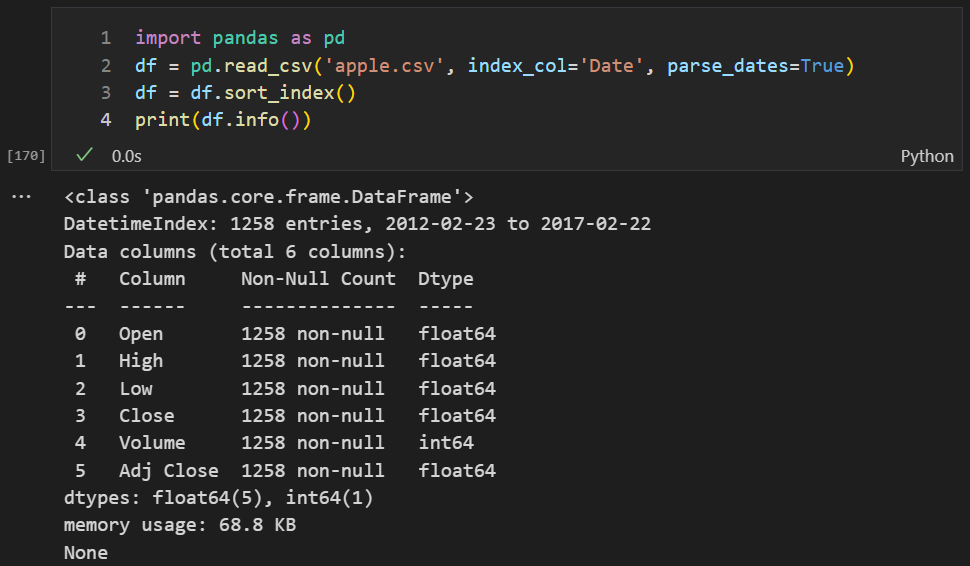 1 import pandas as pd
2 df = pd.read_csv('apple.csv', index_col='Date', parse_dates=True)
3 df = df.sort_index()
4 print(df.info())
[170] ✓ 0.0s Python
... <class 'pandas.core.frame.DataFrame'>
DatetimeIndex: 1258 entries, 2012-02-23 to 2017-02-22
Data columns (total 6 columns):
 #   Column     Non-Null Count  Dtype
---  ------     --------------  -----
 0   Open       1258 non-null   float64
 1   High       1258 non-null   float64
 2   Low        1258 non-null   float64
 3   Close      1258 non-null   float64
 4   Volume     1258 non-null   int64
 5   Adj Close  1258 non-null   float64
dtypes: float64(5), int64(1)
memory usage: 68.8 KB
None